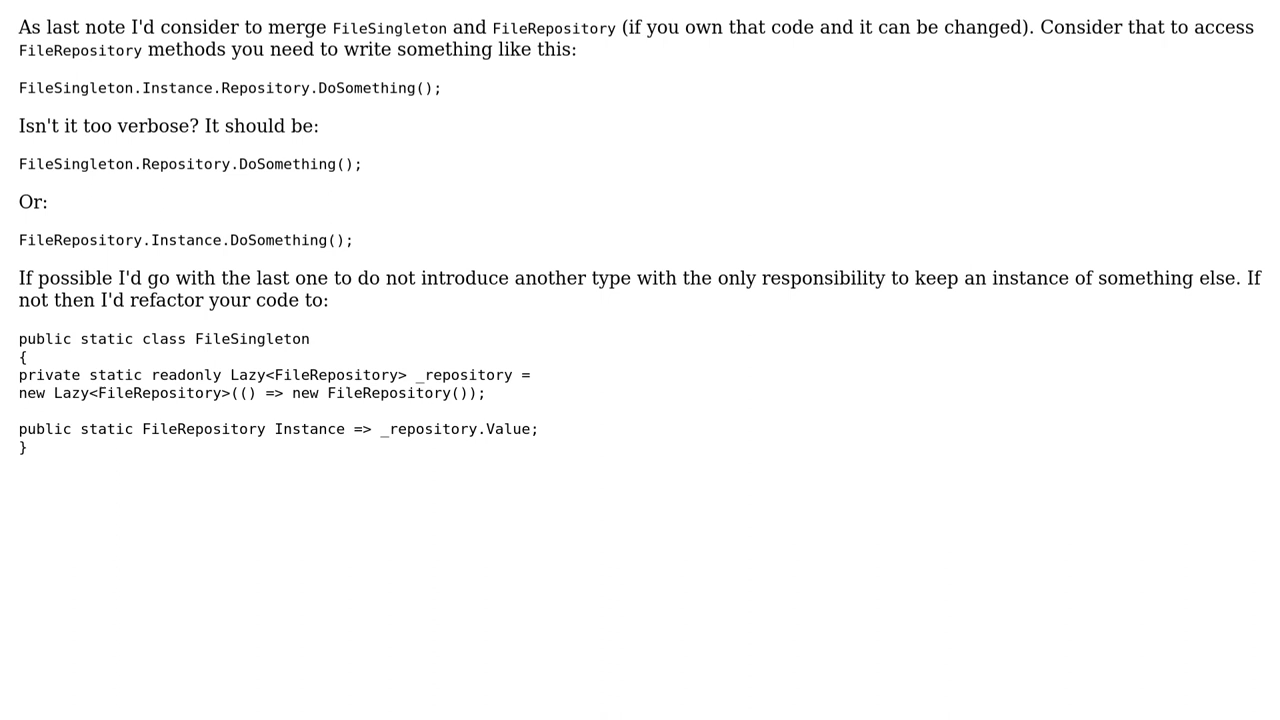 As last note I'd consider to merge FileSingleton and FileRepository (if you own that code and it can be changed). Consider that to access
FileRepository methods you need to write something like this:
FileSingleton.Instance.Repository.DoSomething();
Isn't it too verbose? It should be:
FileSingleton.Repository.DoSomething();
Or:
FileRepository.Instance.DoSomething();
If possible I'd go with the last one to do not introduce another type with the only responsibility to keep an instance of something else. If
not then I'd refactor your code to:
public static class FileSingleton
{
private static readonly Lazy<FileRepository> _repository =
new Lazy<FileRepository>(() => new FileRepository());
public static FileRepository Instance => _repository.Value;
}